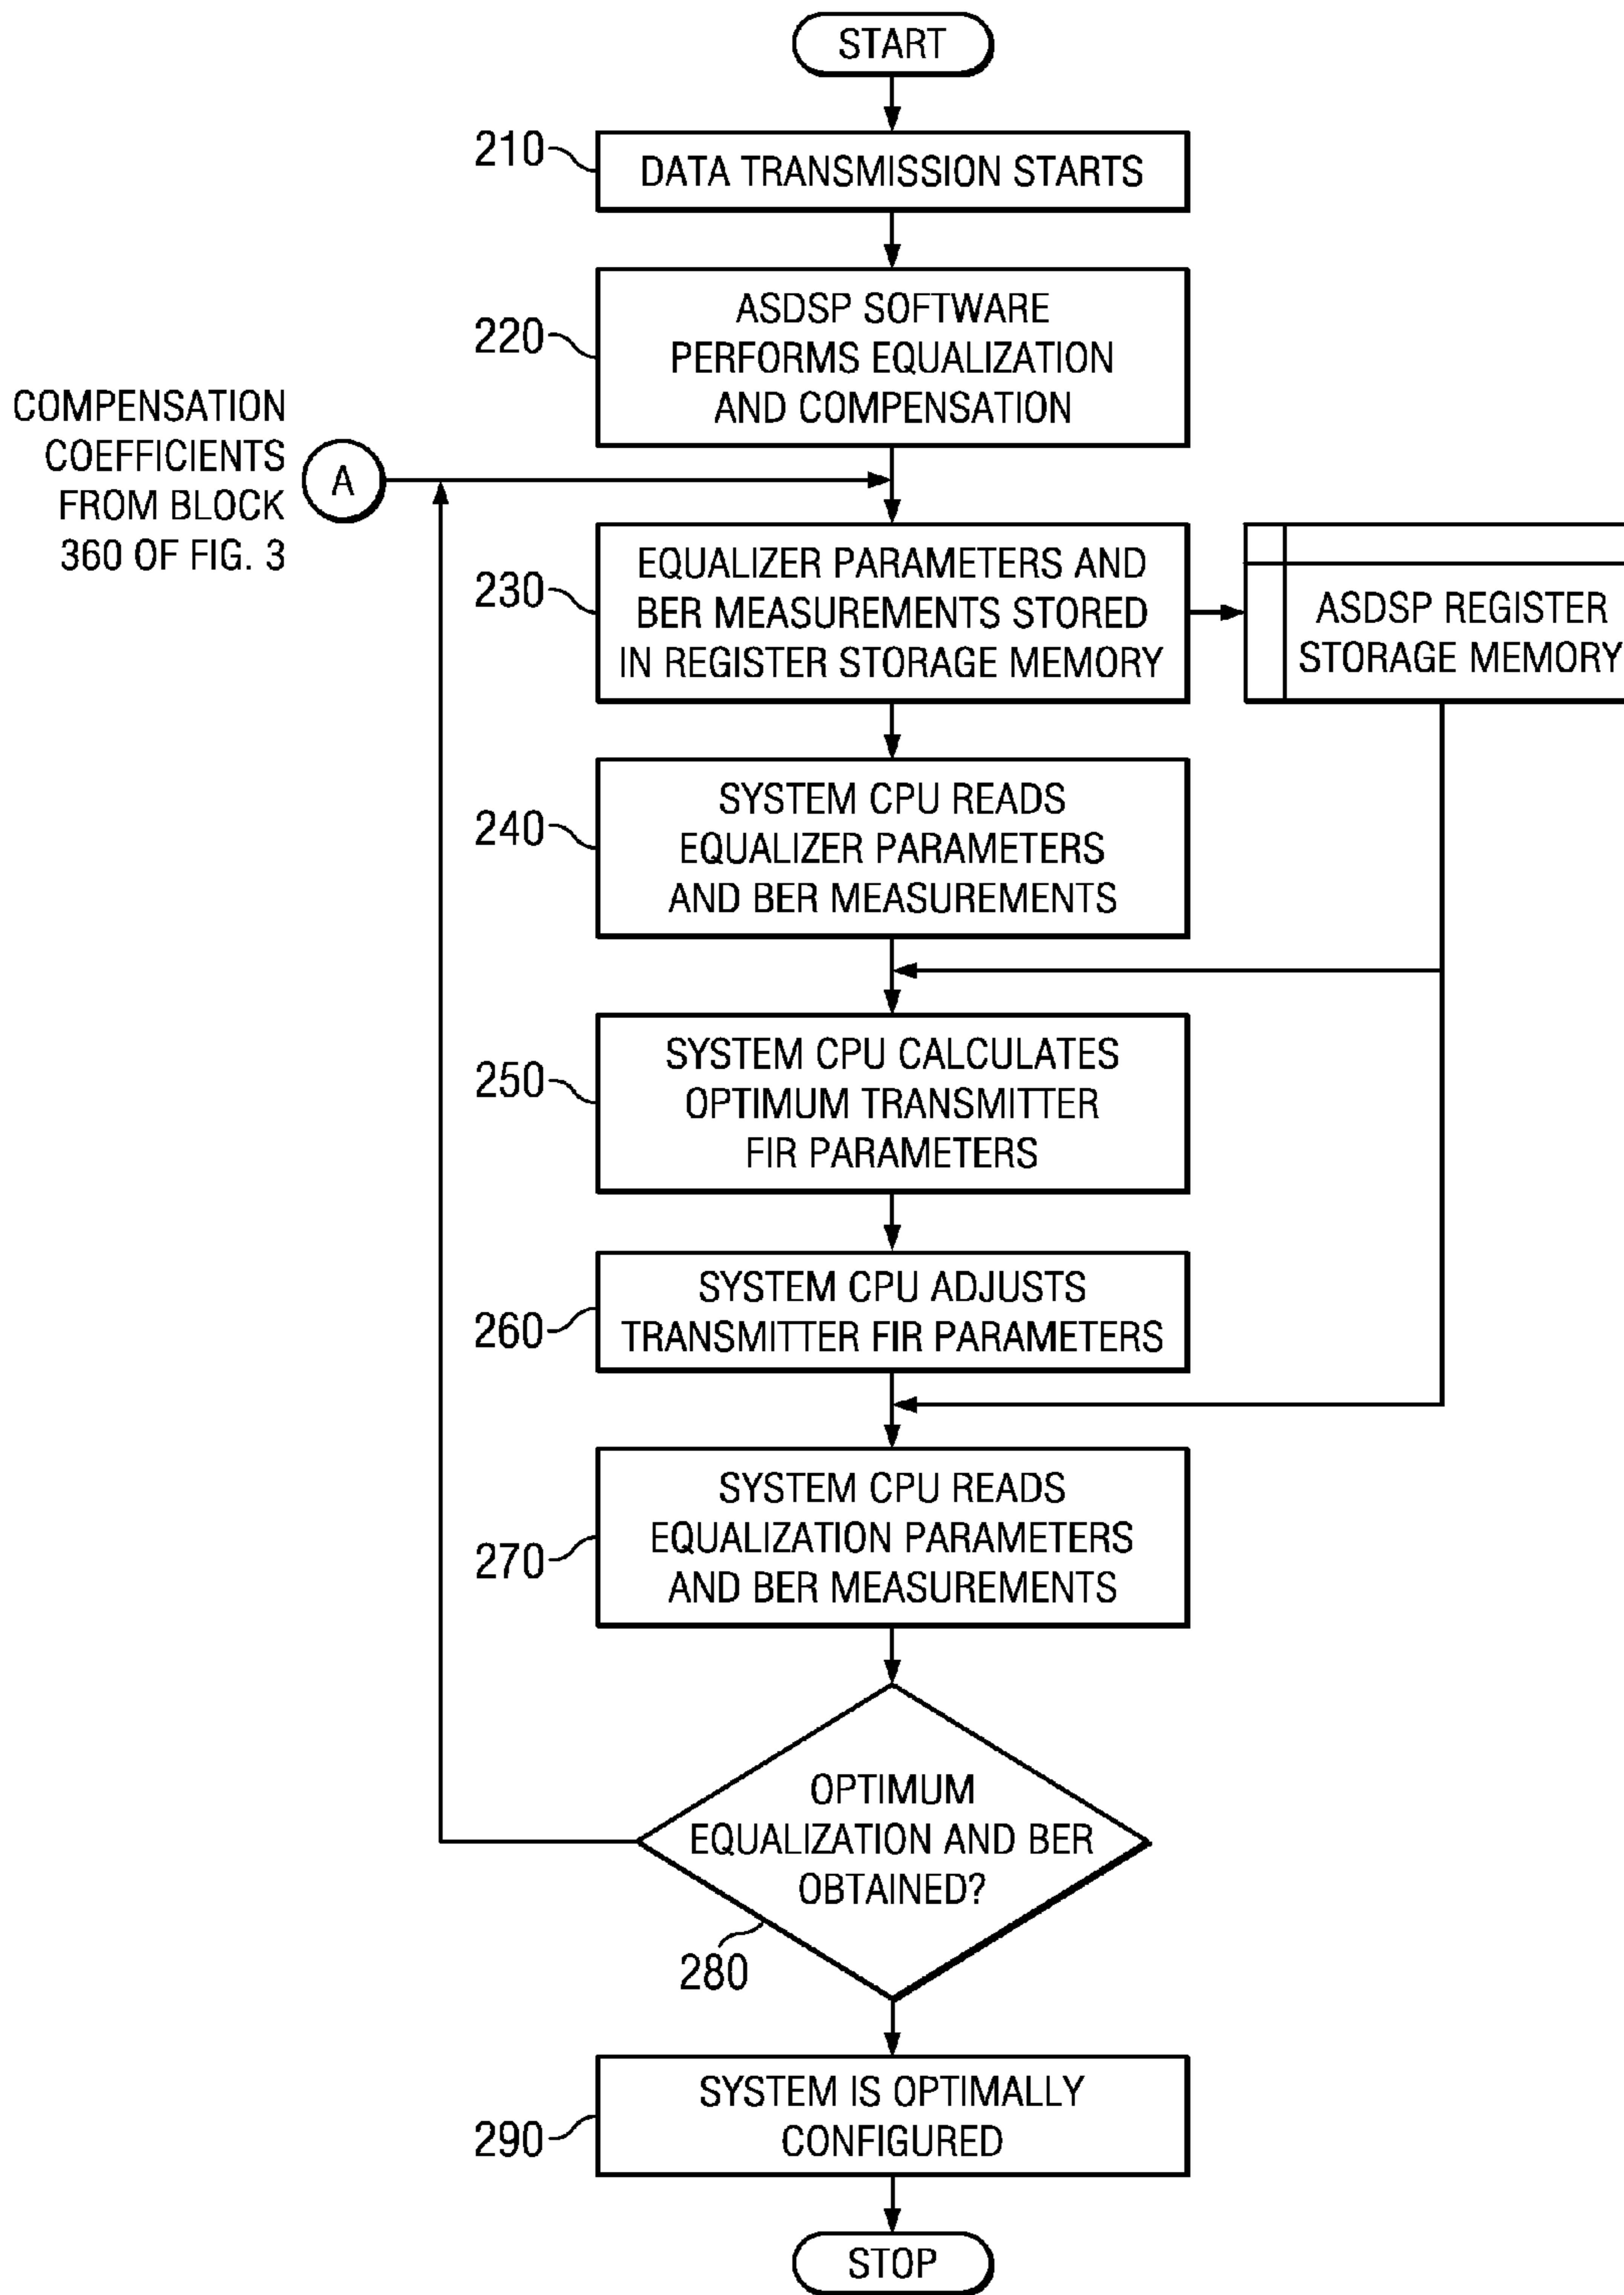 START
210
DATA TRANSMISSION STARTS
220
ASDSP SOFTWARE
PERFORMS EQUALIZATION
AND COMPENSATION
COMPENSATION
COEFFICIENTS
FROM BLOCK
360 OF FIG. 3
A
230
EQUALIZER PARAMETERS AND
BER MEASUREMENTS STORED
IN REGISTER STORAGE MEMORY
ASDSP REGISTER
STORAGE MEMORY
240
SYSTEM CPU READS
EQUALIZER PARAMETERS
AND BER MEASUREMENTS
250
SYSTEM CPU CALCULATES
OPTIMUM TRANSMITTER
FIR PARAMETERS
260
SYSTEM CPU ADJUSTS
TRANSMITTER FIR PARAMETERS
270
SYSTEM CPU READS
EQUALIZATION PARAMETERS
AND BER MEASUREMENTS
OPTIMUM
EQUALIZATION AND BER
OBTAINED?
280
290
SYSTEM IS OPTIMALLY
CONFIGURED
STOP